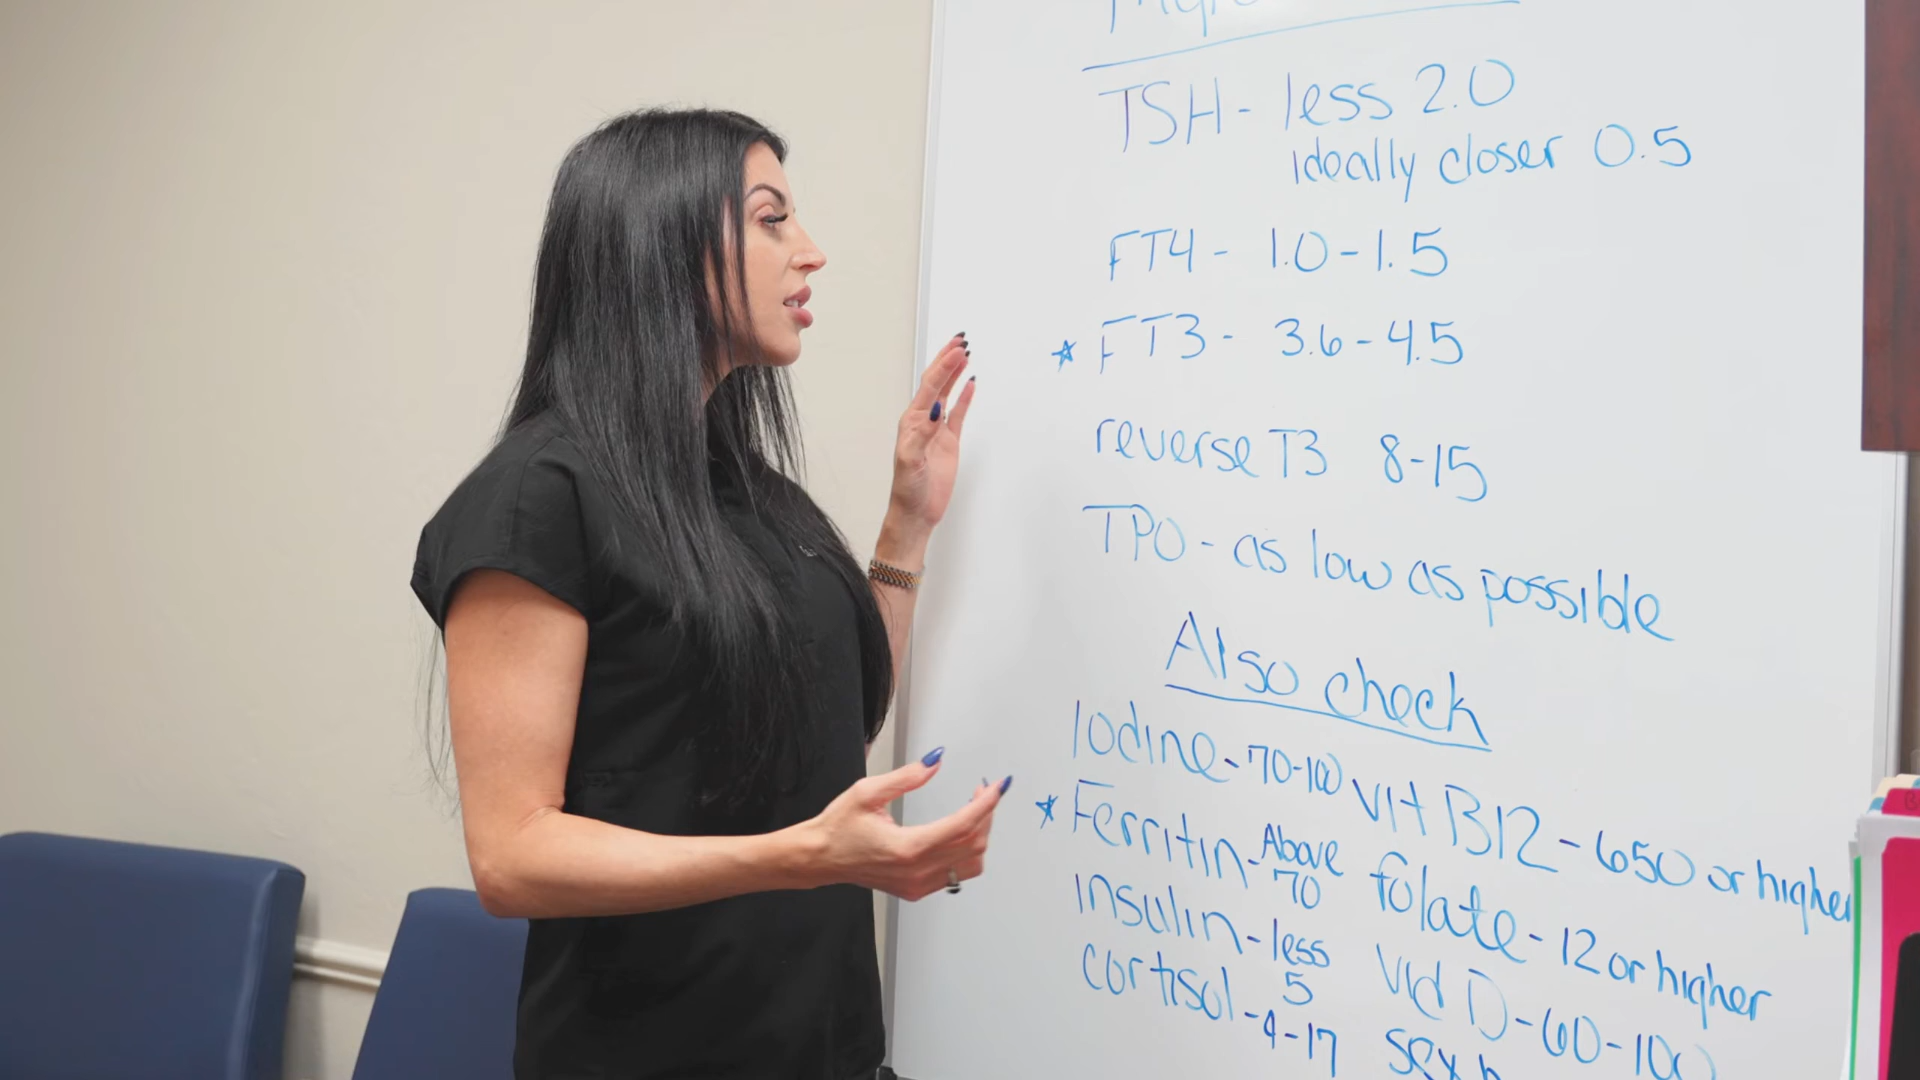 TSH - less 2.0
ideally closer 0.5
FT4 - 1.0 - 1.5
* FT3 - 3.6 - 4.5
reverse T3 8-15
TPO - as low as possible
Also check
Iodine - 70-100
* Ferritin - Above 70
insulin - less 5
cortisol - 4-17
Vit B12 - 650 or higher
folate - 12 or higher
Vid D - 60-100
sex